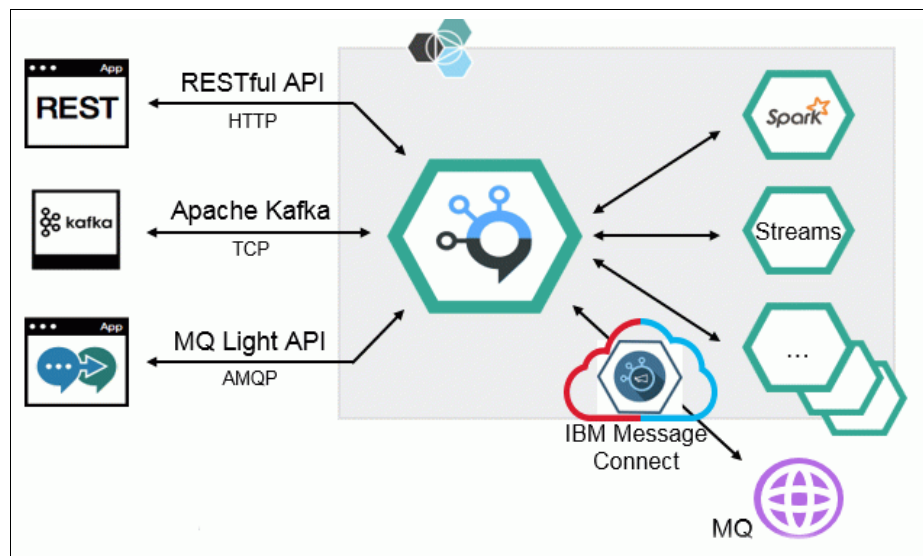 App
REST
RESTful API
HTTP
Spark
kafka
Apache Kafka
TCP
Streams
App
MQ Light API
AMQP
...
IBM Message
Connect
MQ